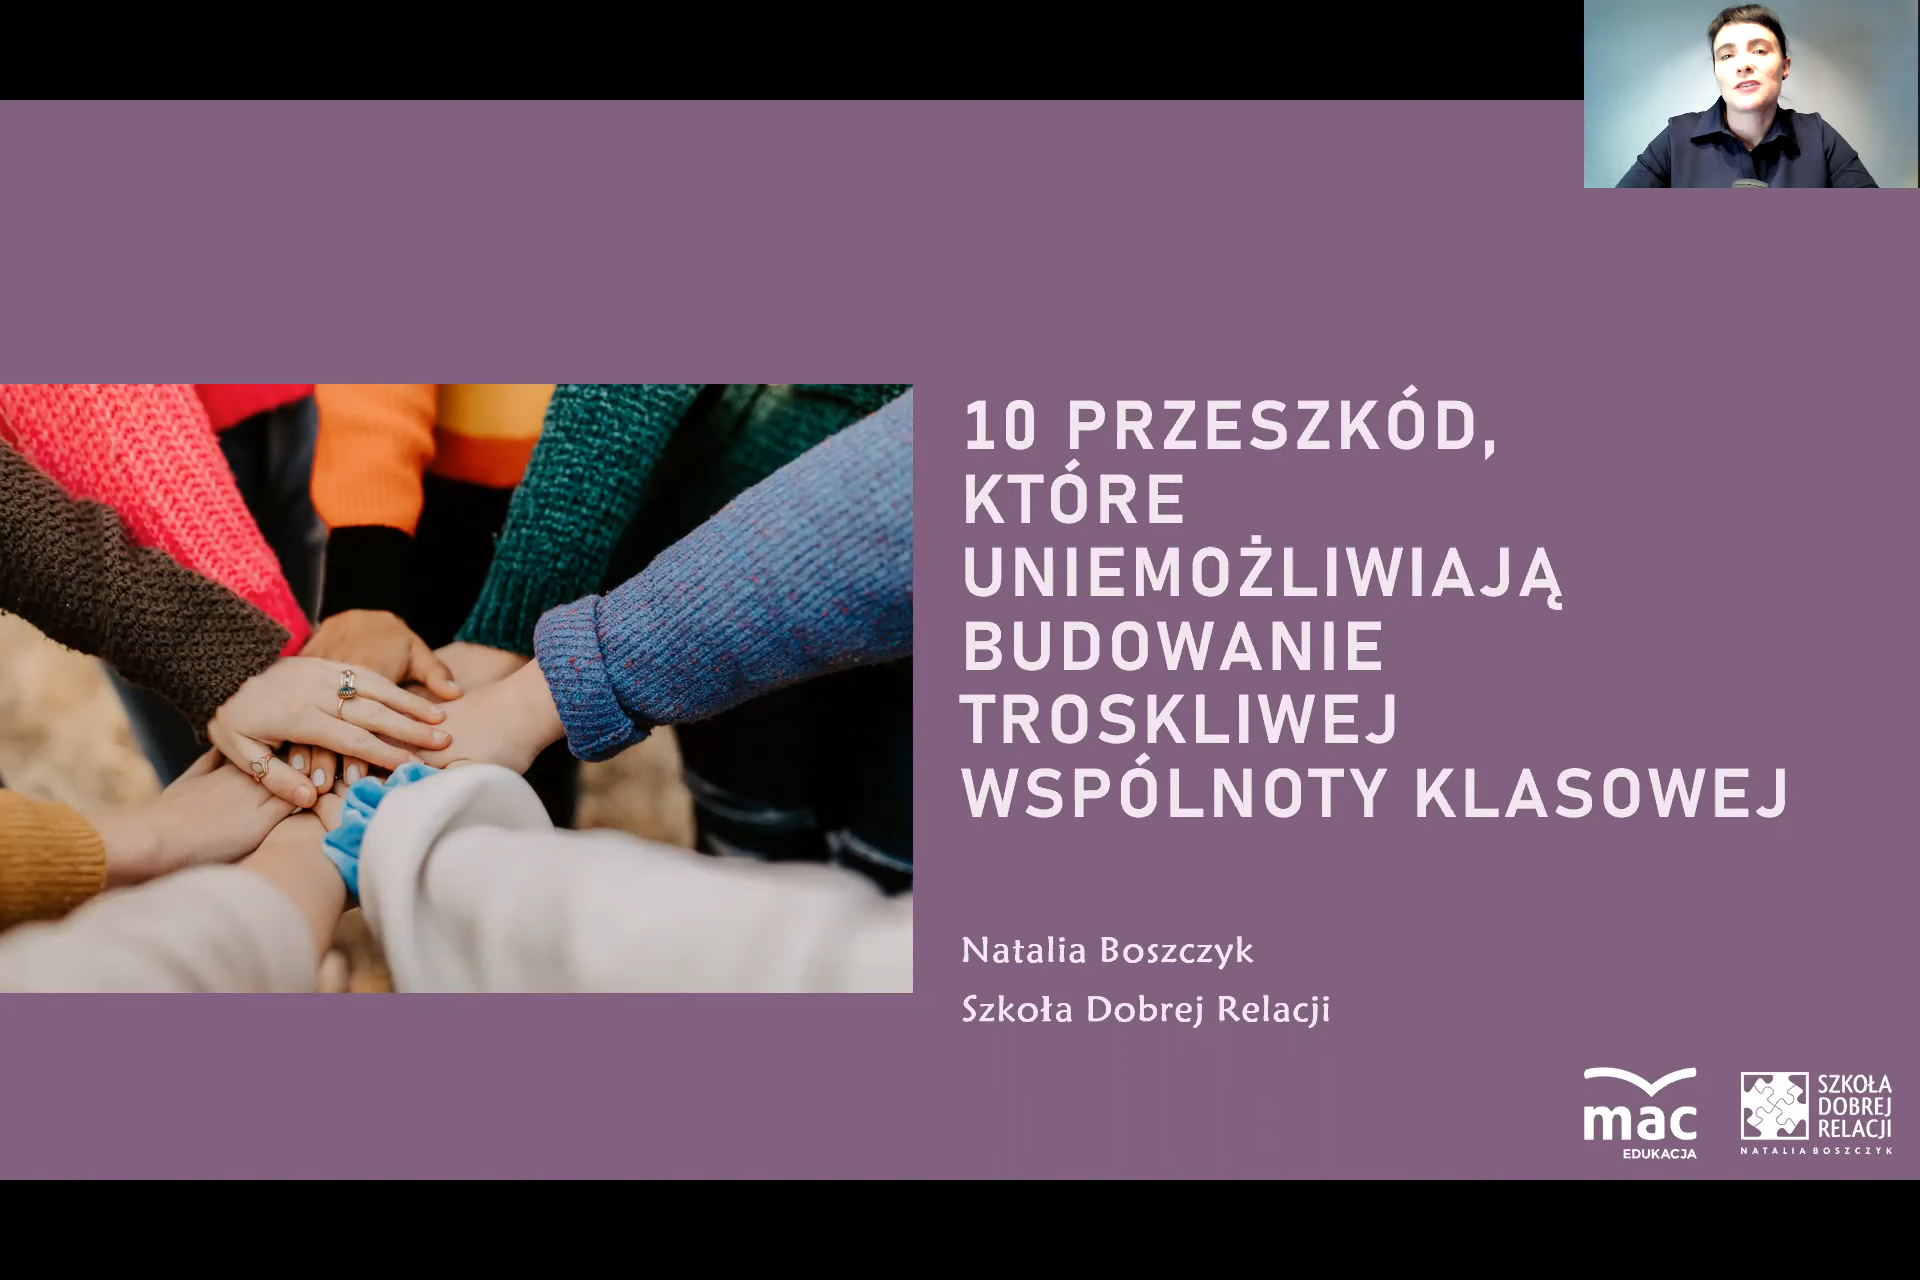 10 PRZESZKÓD,
KTÓRE
UNIEMOŻLIWIAJĄ
BUDOWANIE
TROSKLIWEJ
WSPÓLNOTY KLASOWEJ
Natalia Boszczyk
Szkoła Dobrej Relacji
mac
EDUKACJA
SZKOŁA
DOBREJ
RELACJI
NATALIA BOSZCZYK